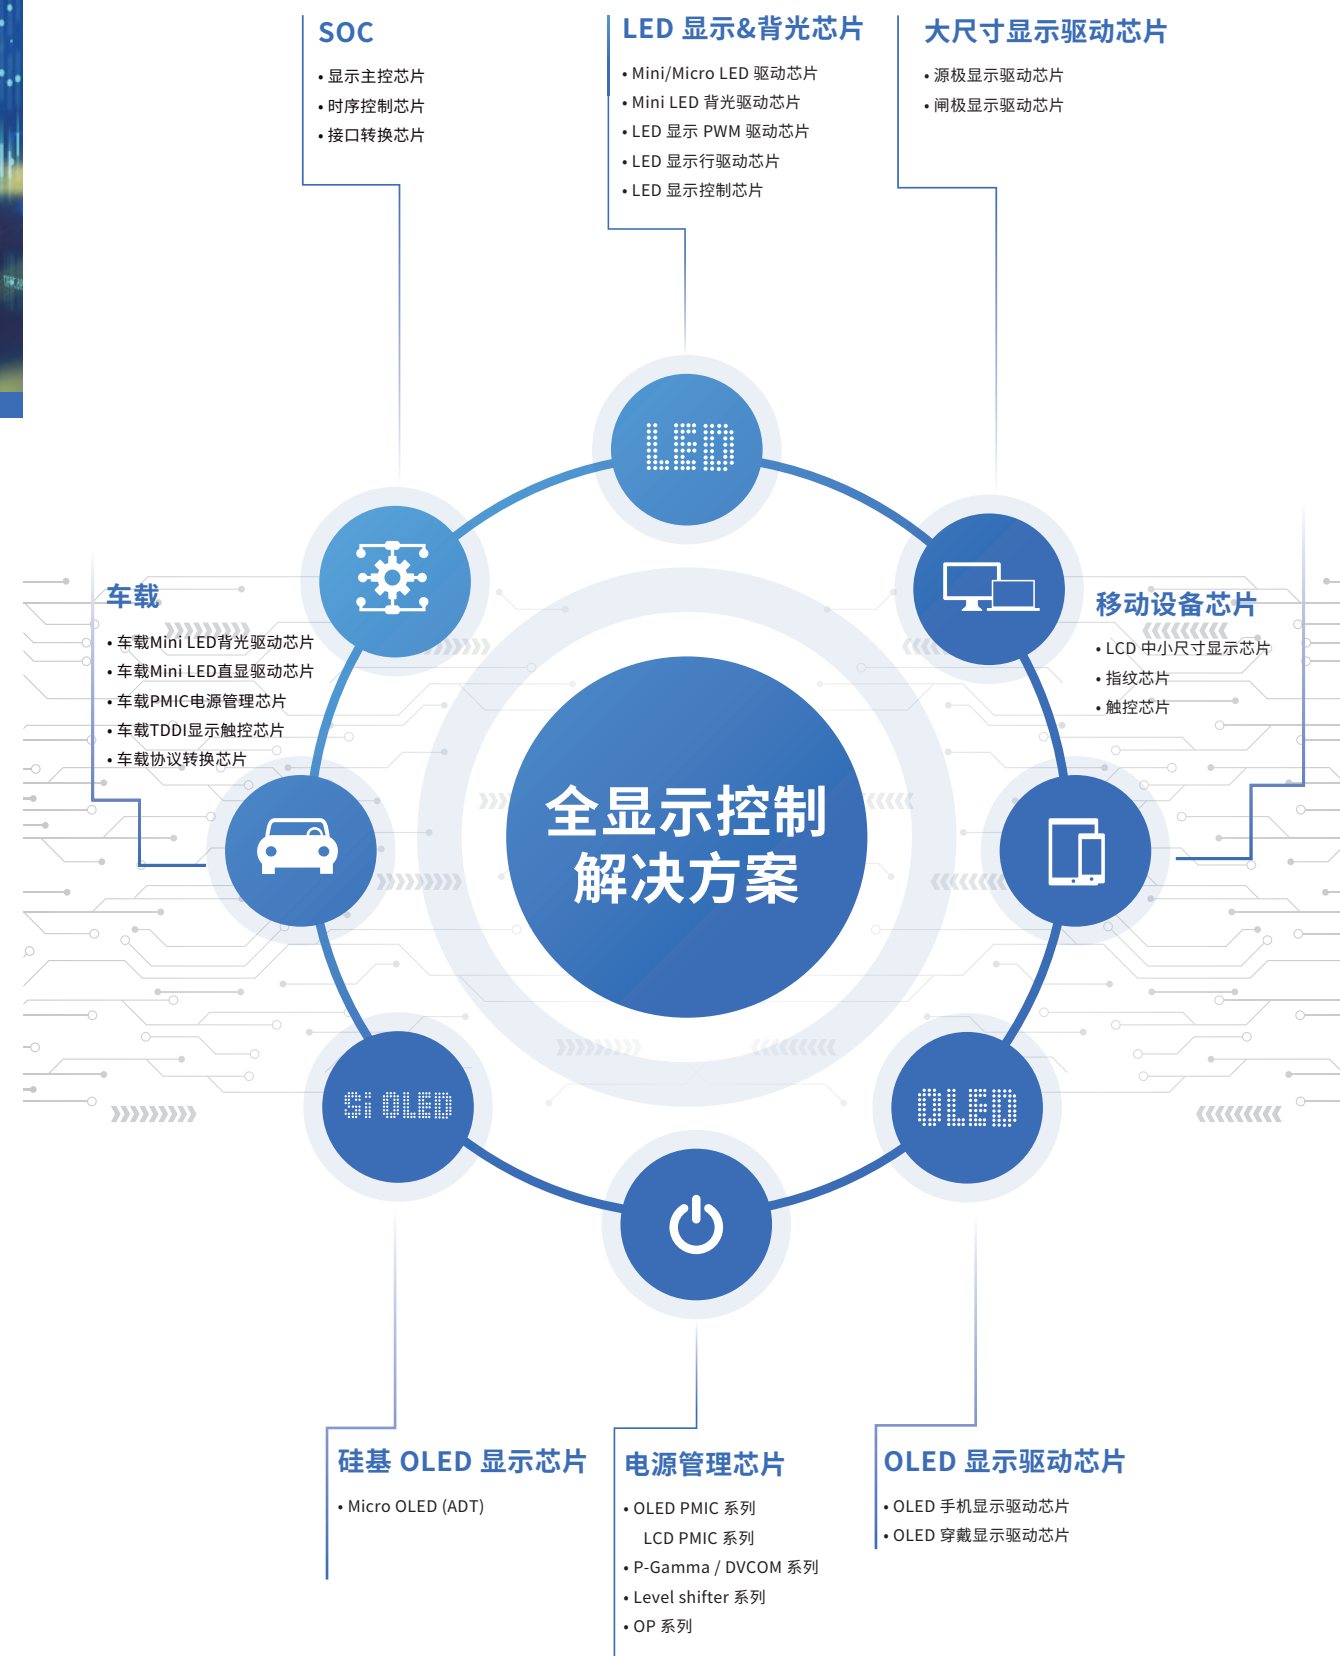 SOC
• 显示主控芯片
• 时序控制芯片
• 接口转换芯片
LED 显示&背光芯片
• Mini/Micro LED 驱动芯片
• Mini LED 背光驱动芯片
• LED 显示 PWM 驱动芯片
• LED 显示行驱动芯片
• LED 显示控制芯片
大尺寸显示驱动芯片
• 源极显示驱动芯片
• 闸极显示驱动芯片
LED
车载
• 车载Mini LED背光驱动芯片
• 车载Mini LED直显驱动芯片
• 车载PMIC电源管理芯片
• 车载TDDI显示触控芯片
• 车载协议转换芯片
移动设备芯片
• LCD 中小尺寸显示芯片
• 指纹芯片
• 触控芯片
全显示控制
解决方案
Si OLED
OLED
硅基 OLED 显示芯片
• Micro OLED (ADT)
电源管理芯片
• OLED PMIC 系列
LCD PMIC 系列
• P-Gamma / DVCOM 系列
• Level shifter 系列
• OP 系列
OLED 显示驱动芯片
• OLED 手机显示驱动芯片
• OLED 穿戴显示驱动芯片